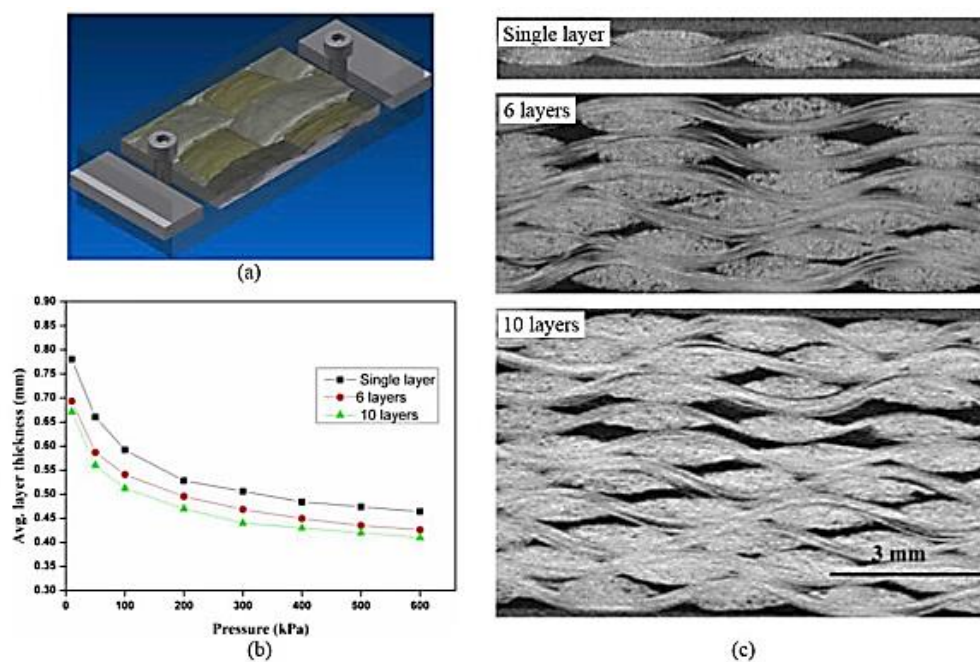 (a)
Avg. layer thickness (mm)
0.90
0.85
0.80
0.75
0.70
0.65
0.60
0.55
0.50
0.45
0.40
0.35
0.30
0
100
200
300
400
500
600
Pressure (kPa)
Single layer
6 layers
10 layers
(b)
Single layer
6 layers
10 layers
3 mm
(c)